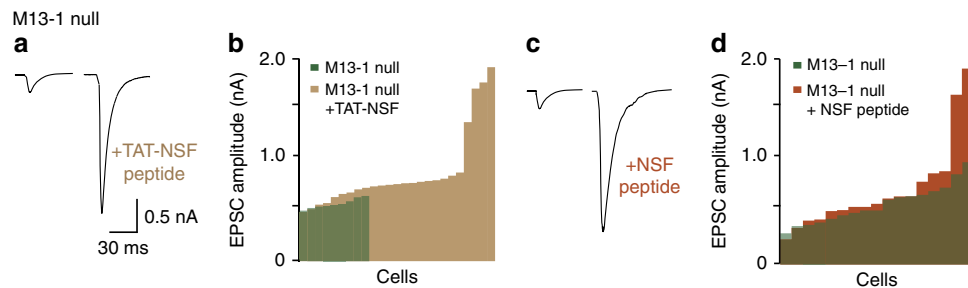 M13-1 null
a
+TAT-NSF
peptide
0.5 nA
30 ms
b
EPSC amplitude (nA)
2.0
1.0
0
M13-1 null
M13-1 null
+TAT-NSF
Cells
c
+NSF
peptide
d
EPSC amplitude (nA)
2.0
1.0
0
M13–1 null
M13–1 null
+ NSF peptide
Cells